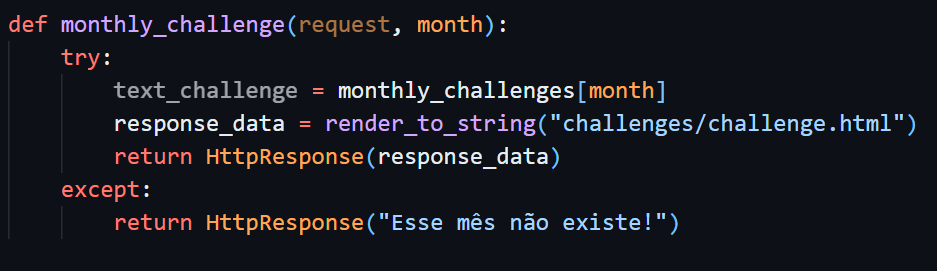 def monthly_challenge(request, month):
    try:
        text_challenge = monthly_challenges[month]
        response_data = render_to_string("challenges/challenge.html")
        return HttpResponse(response_data)
    except:
        return HttpResponse("Esse mês não existe!")